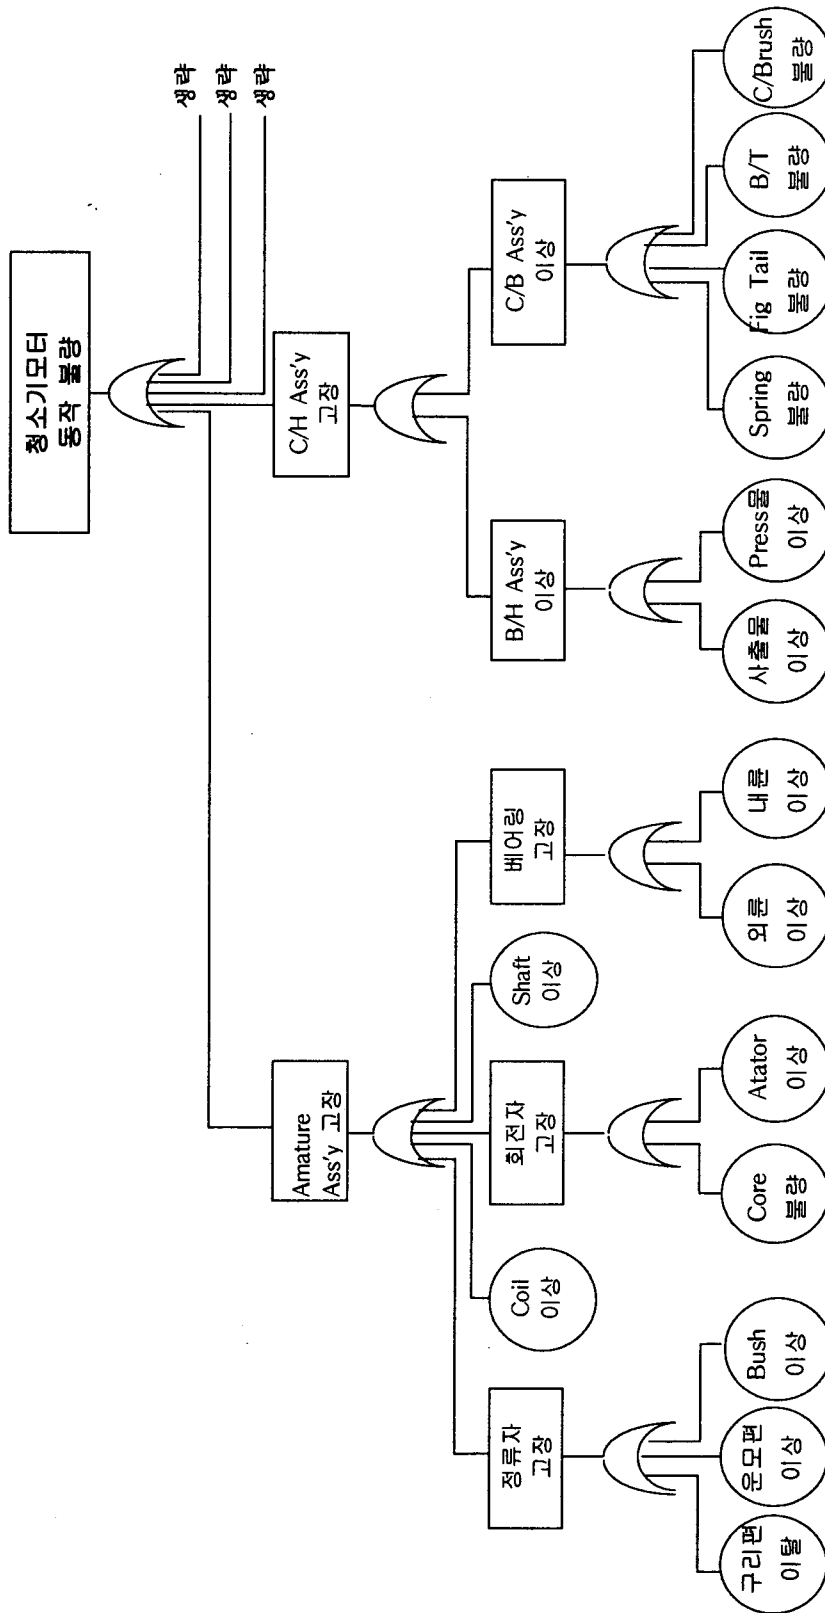 청소기모터
동작 불량
생략
생략
생략
Amature
Ass'y 고장
C/H Ass'y
고장
정류자
고장
Coil
이상
회전자
고장
Shaft
이상
베어링
고장
B/H Ass'y
이상
C/B Ass'y
이상
구리편
이탈
운모편
이상
Bush
이상
Core
불량
Atator
이상
외륜
이상
내륜
이상
사출물
이상
Press물
이상
Spring
불량
Fig Tail
불량
B/T
불량
C/Brush
불량